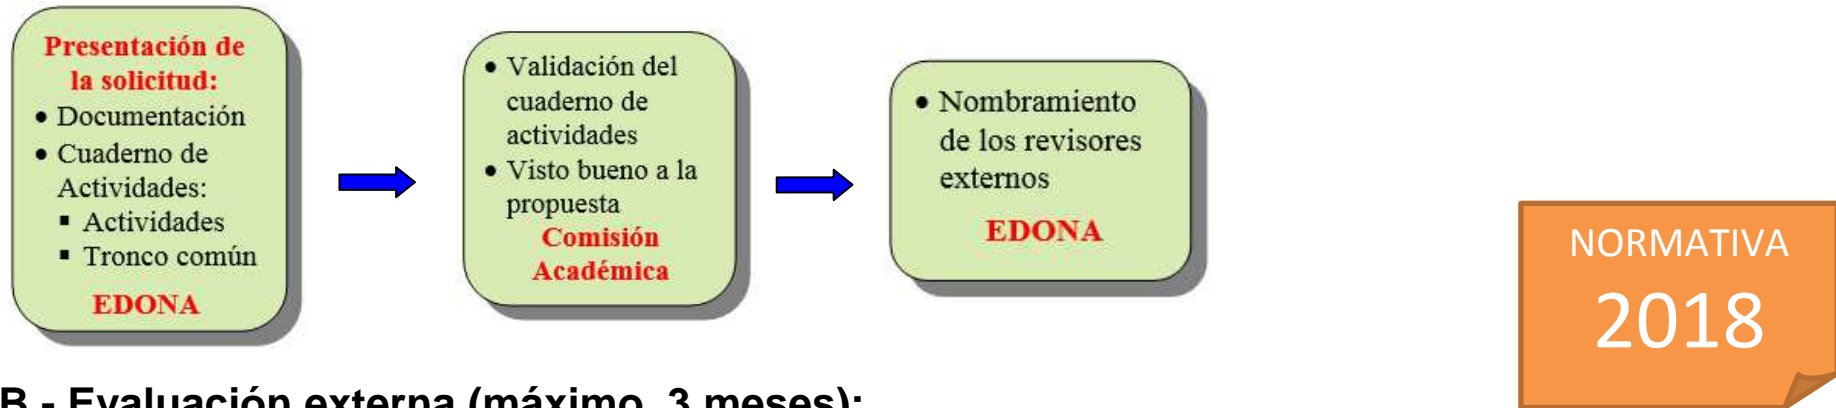 Presentación de
la solicitud:
• Documentación
• Cuaderno de
Actividades:
▪ Actividades
▪ Tronco común
EDONA
• Validación del
cuaderno de
actividades
• Visto bueno a la
propuesta
Comisión
Académica
• Nombramiento
de los revisores
externos
EDONA
NORMATIVA
2018
B.- Evaluación externa (máximo, 3 meses):